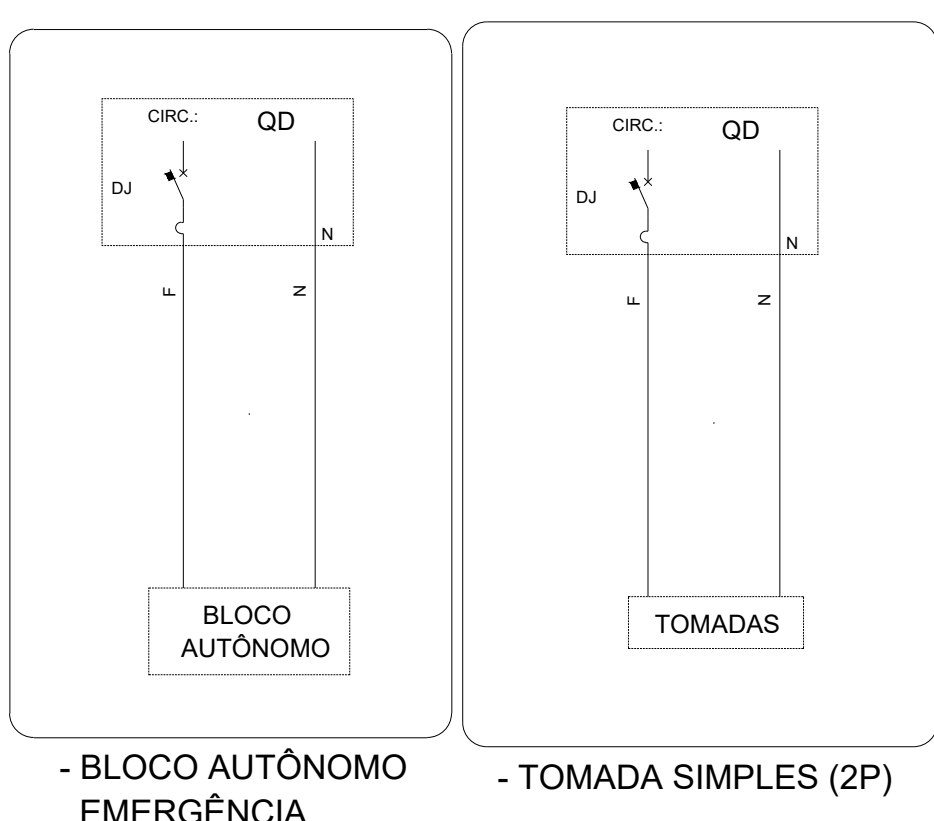 CIRC.:
QD
DJ
N
F
N
BLOCO
AUTÔNOMO
- BLOCO AUTÔNOMO
EMERGÊNCIA
CIRC.:
QD
DJ
N
F
N
TOMADAS
- TOMADA SIMPLES (2P)